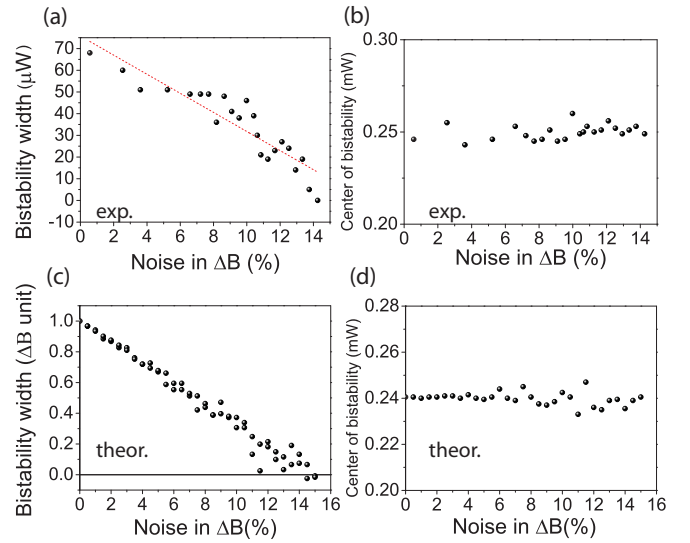 (a)
Bistability width (μW)
70
60
50
40
30
20
10
0
-10
exp.
0 2 4 6 8 10 12 14
Noise in ΔB (%)
(b)
Center of bistability (mW)
0.30
0.25
0.20
exp.
0 2 4 6 8 10 12 14
Noise in ΔB (%)
(c)
Bistability width (ΔB unit)
1.0
0.8
0.6
0.4
0.2
0.0
theor.
0 2 4 6 8 10 12 14 16
Noise in ΔB(%)
(d)
Center of bistability (mW)
0.28
0.26
0.24
0.22
0.20
theor.
0 2 4 6 8 10 12 14 16
Noise in ΔB(%)